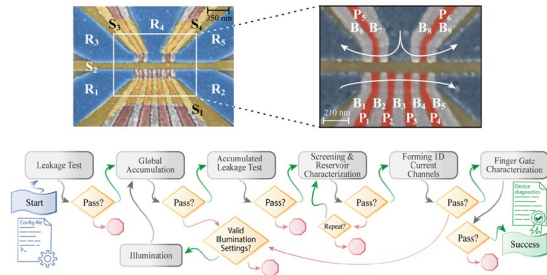 S₃
R₄
S₄
350 nm
R₃
R₅
S₂
R₁
R₂
S₁
P₅
P₆
B₆ B₇
B₈ B₉
B₁ B₂ B₃ B₄ B₅
P₁ P₂ P₃ P₄
210 nm
Leakage Test
Global
Accumulation
Accumulated
Leakage Test
Screening &
Reservoir
Characterization
Forming 1D
Current
Channels
Finger Gate
Characterization
Start
Pass?
Pass?
Pass?
Repeat?
Pass?
Pass?
Device
diagnostics
Success
Config file
Illumination
Valid
Illumination
Settings?